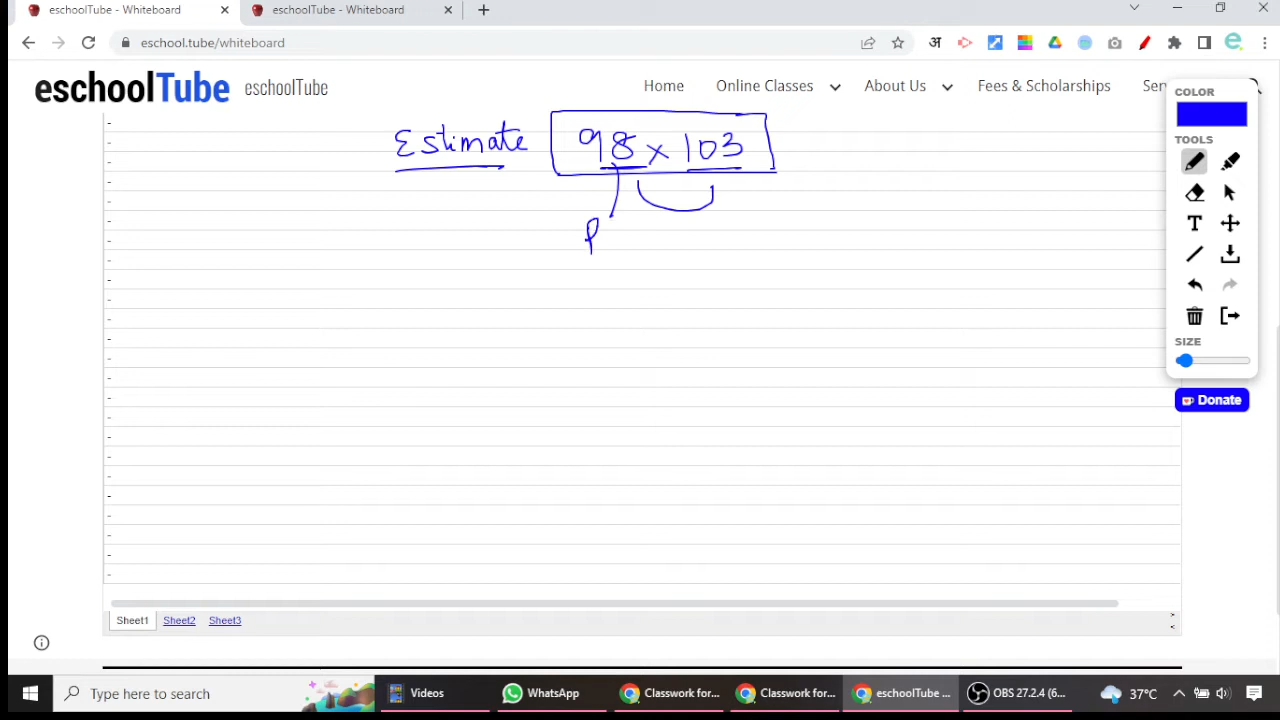 eschoolTube - Whiteboard eschoolTube - Whiteboard
eschool.tube/whiteboard अ
eschoolTube eschoolTube Home Online Classes About Us Fees & Scholarships Ser
COLOR
TOOLS
Estimate 98 x 103
P
T
SIZE
Donate
Sheet1 Sheet2 Sheet3
Type here to search Videos WhatsApp Classwork for... Classwork for... eschoolTube ... OBS 27.2.4 (6... 37°C